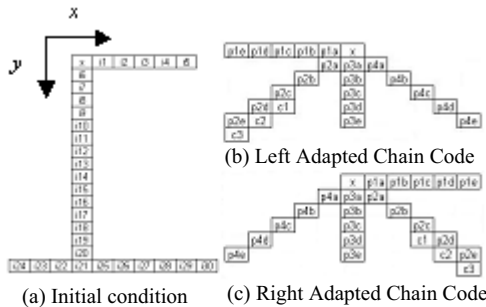 x
y
x i1 i2 i3 i4 i5
i6
i7
i8
i9
i10
i11
i12
i13
i14
i15
i16
i17
i18
i19
i20
i24 i23 i22 i21 i25 i26 i27 i28 i29 i30
(a) Initial condition
p1e p1d p1c p1b p1a x
p2a p3a p4a
p2b p3b p4b
p2c p3c p4c
p2d c1 p3d p4d
p2e c2 p3e p4e
c3
(b) Left Adapted Chain Code
x p1a p1b p1c p1d p1e
p4a p3a p2a
p4c p3b p2b
p4c p3c p2c
p4d p3d c1 p2d
p4e p3e c2 p2e
c3
(c) Right Adapted Chain Code